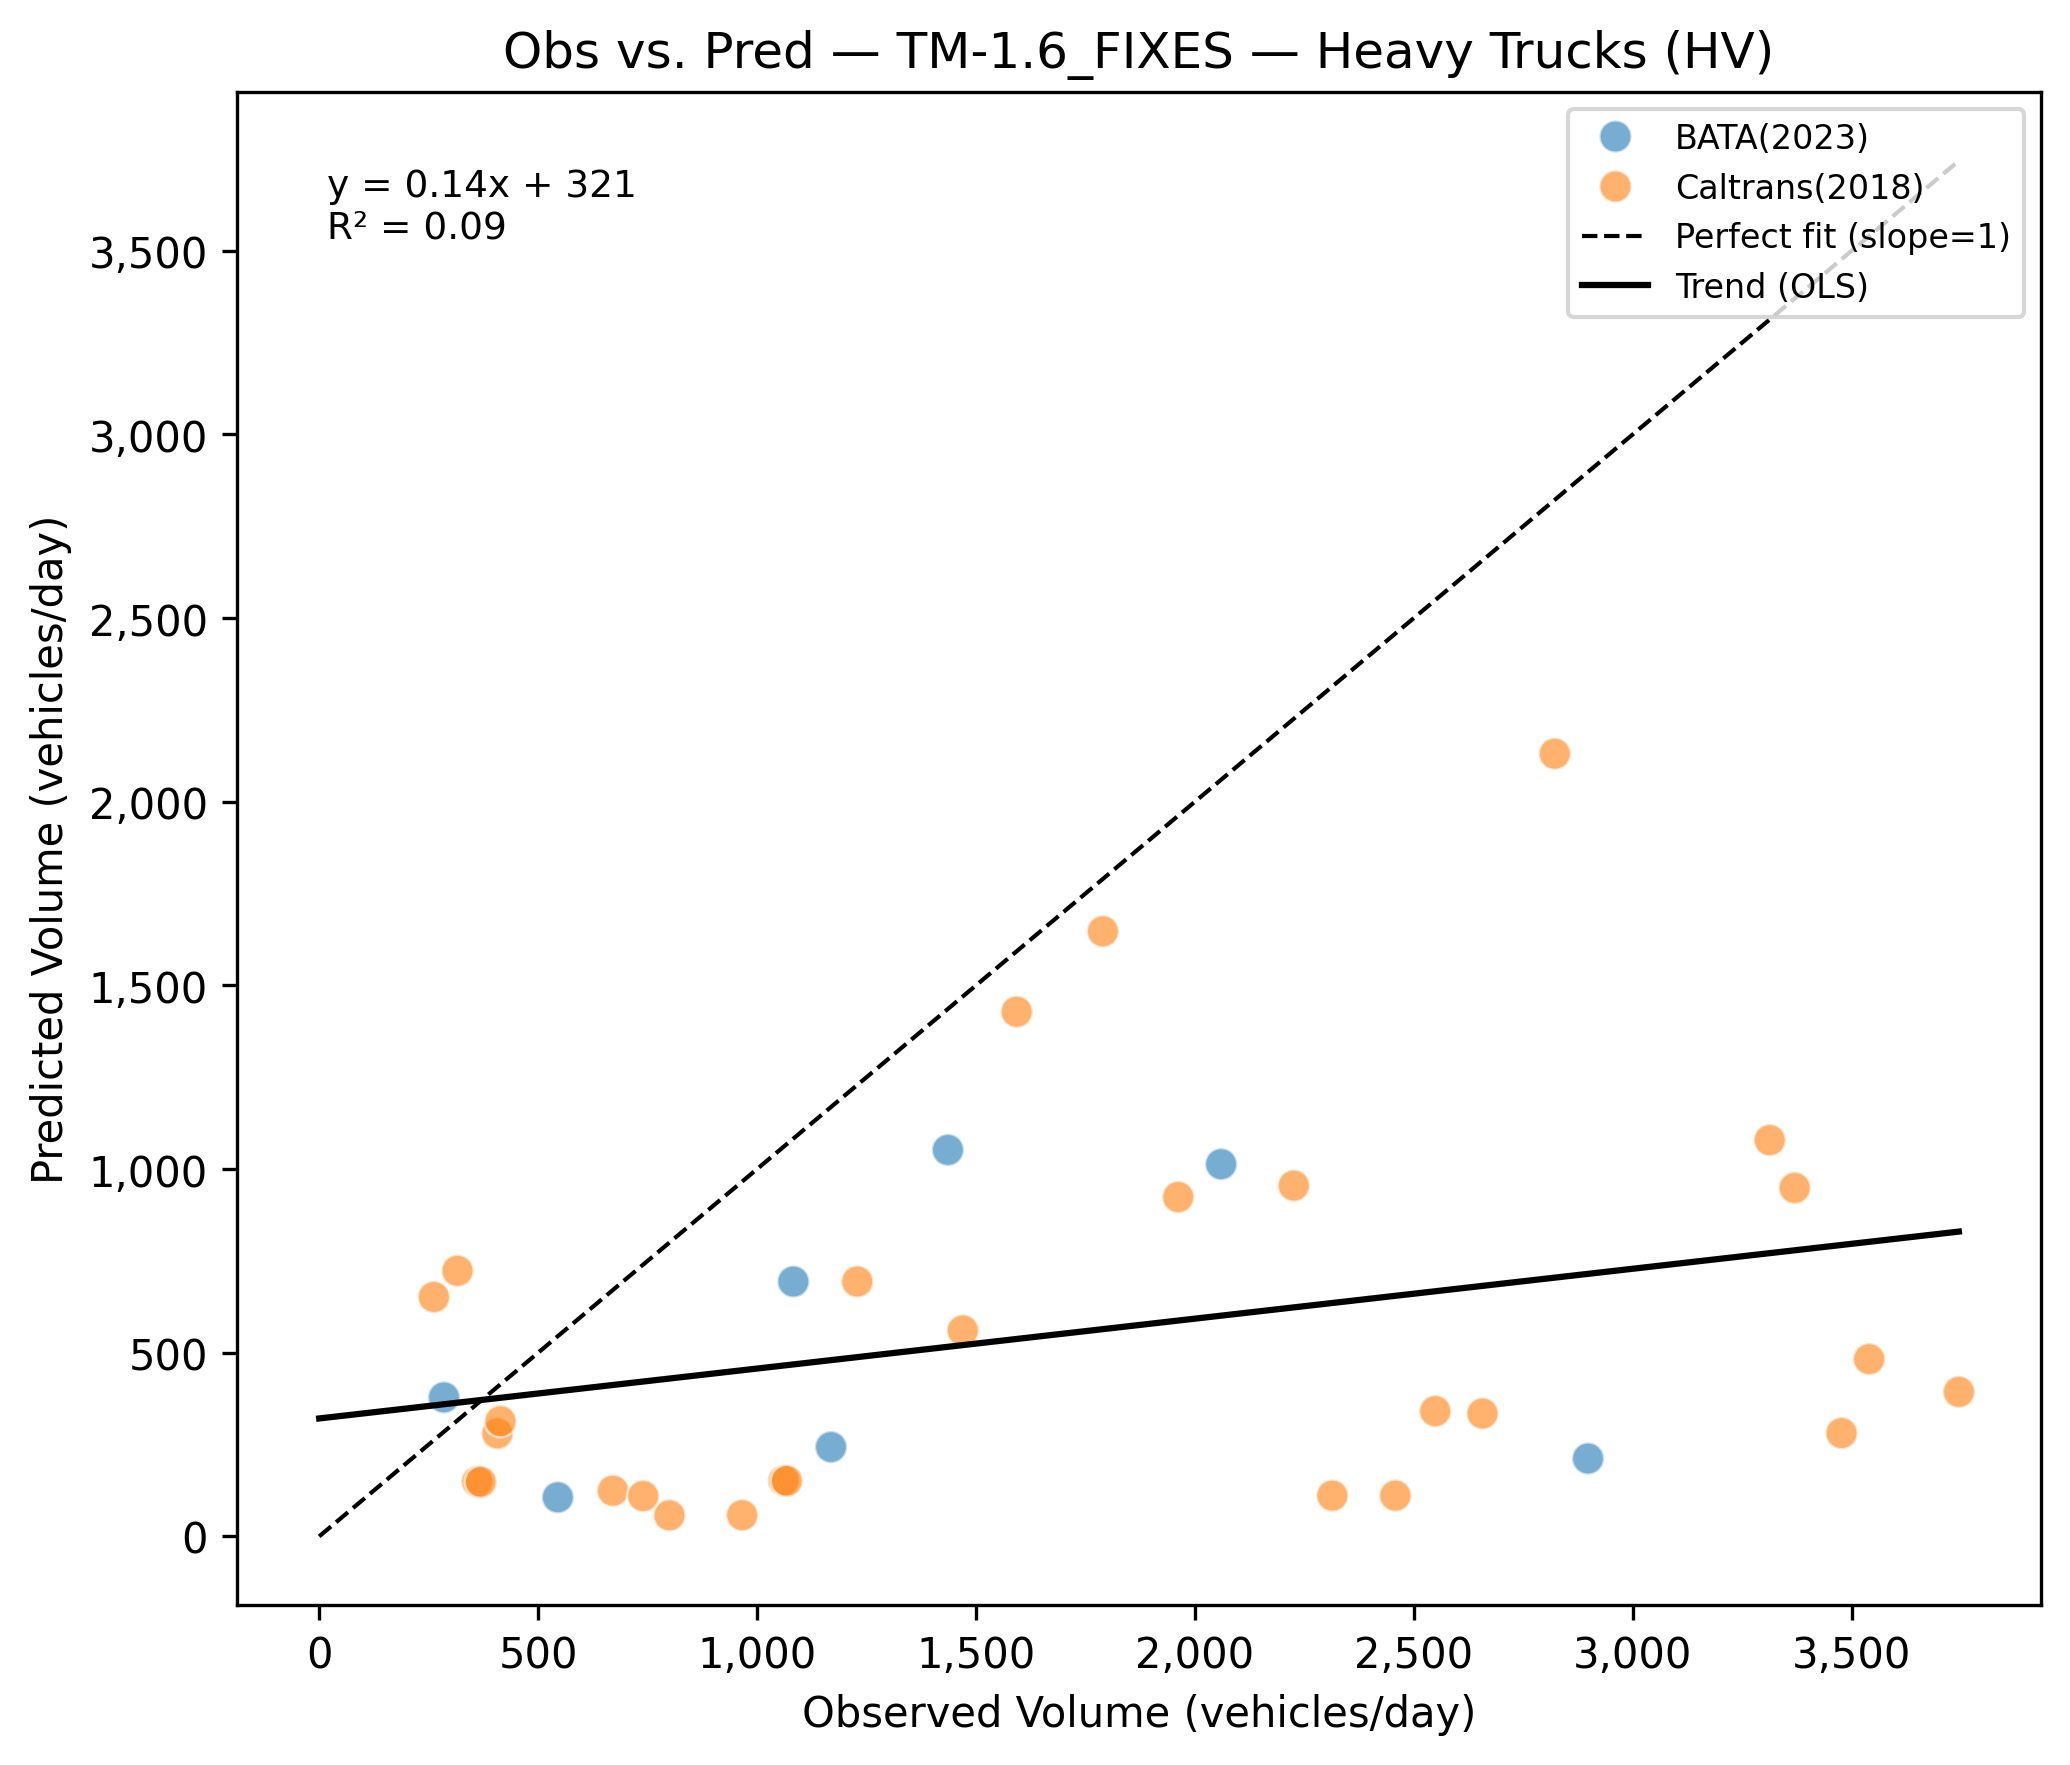 Obs vs. Pred — TM-1.6_FIXES — Heavy Trucks (HV)
y = 0.14x + 321
R² = 0.09
BATA(2023)
Caltrans(2018)
Perfect fit (slope=1)
Trend (OLS)
Predicted Volume (vehicles/day)
3,500
3,000
2,500
2,000
1,500
1,000
500
0
0
500
1,000
1,500
2,000
2,500
3,000
3,500
Observed Volume (vehicles/day)